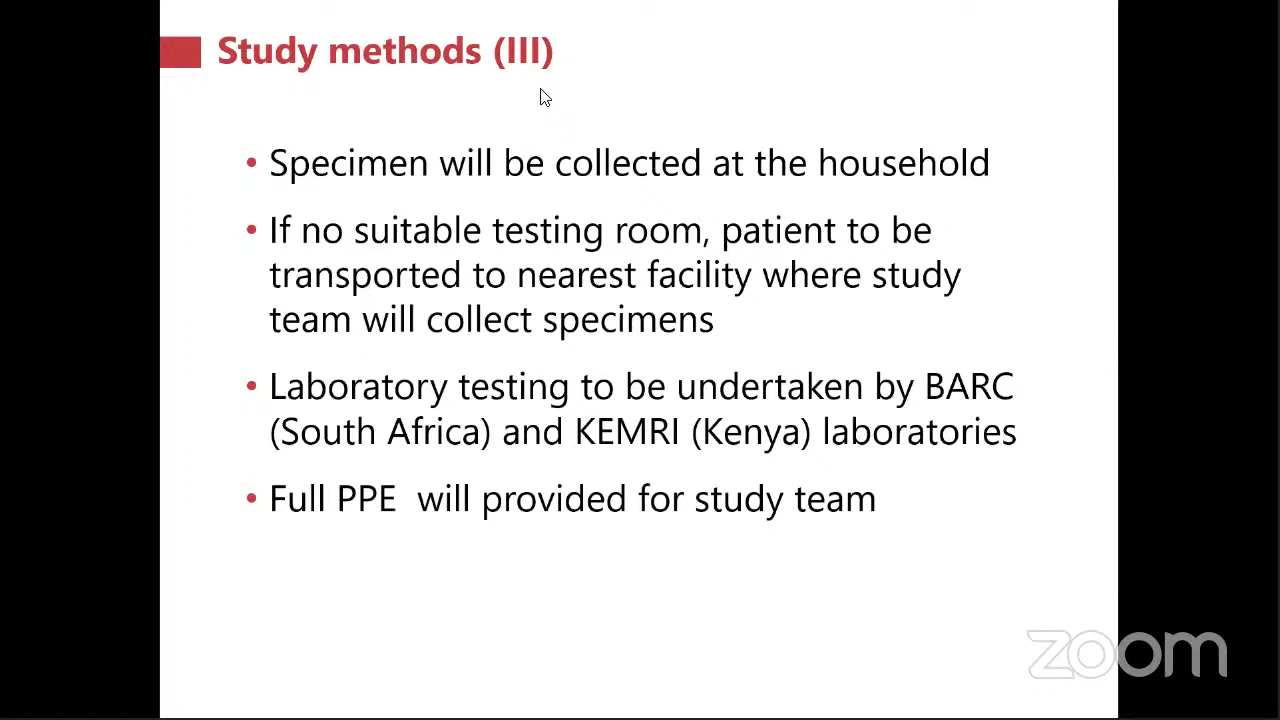 Study methods (III)
• Specimen will be collected at the household
• If no suitable testing room, patient to be
transported to nearest facility where study
team will collect specimens
• Laboratory testing to be undertaken by BARC
(South Africa) and KEMRI (Kenya) laboratories
• Full PPE  will provided for study team
zoom